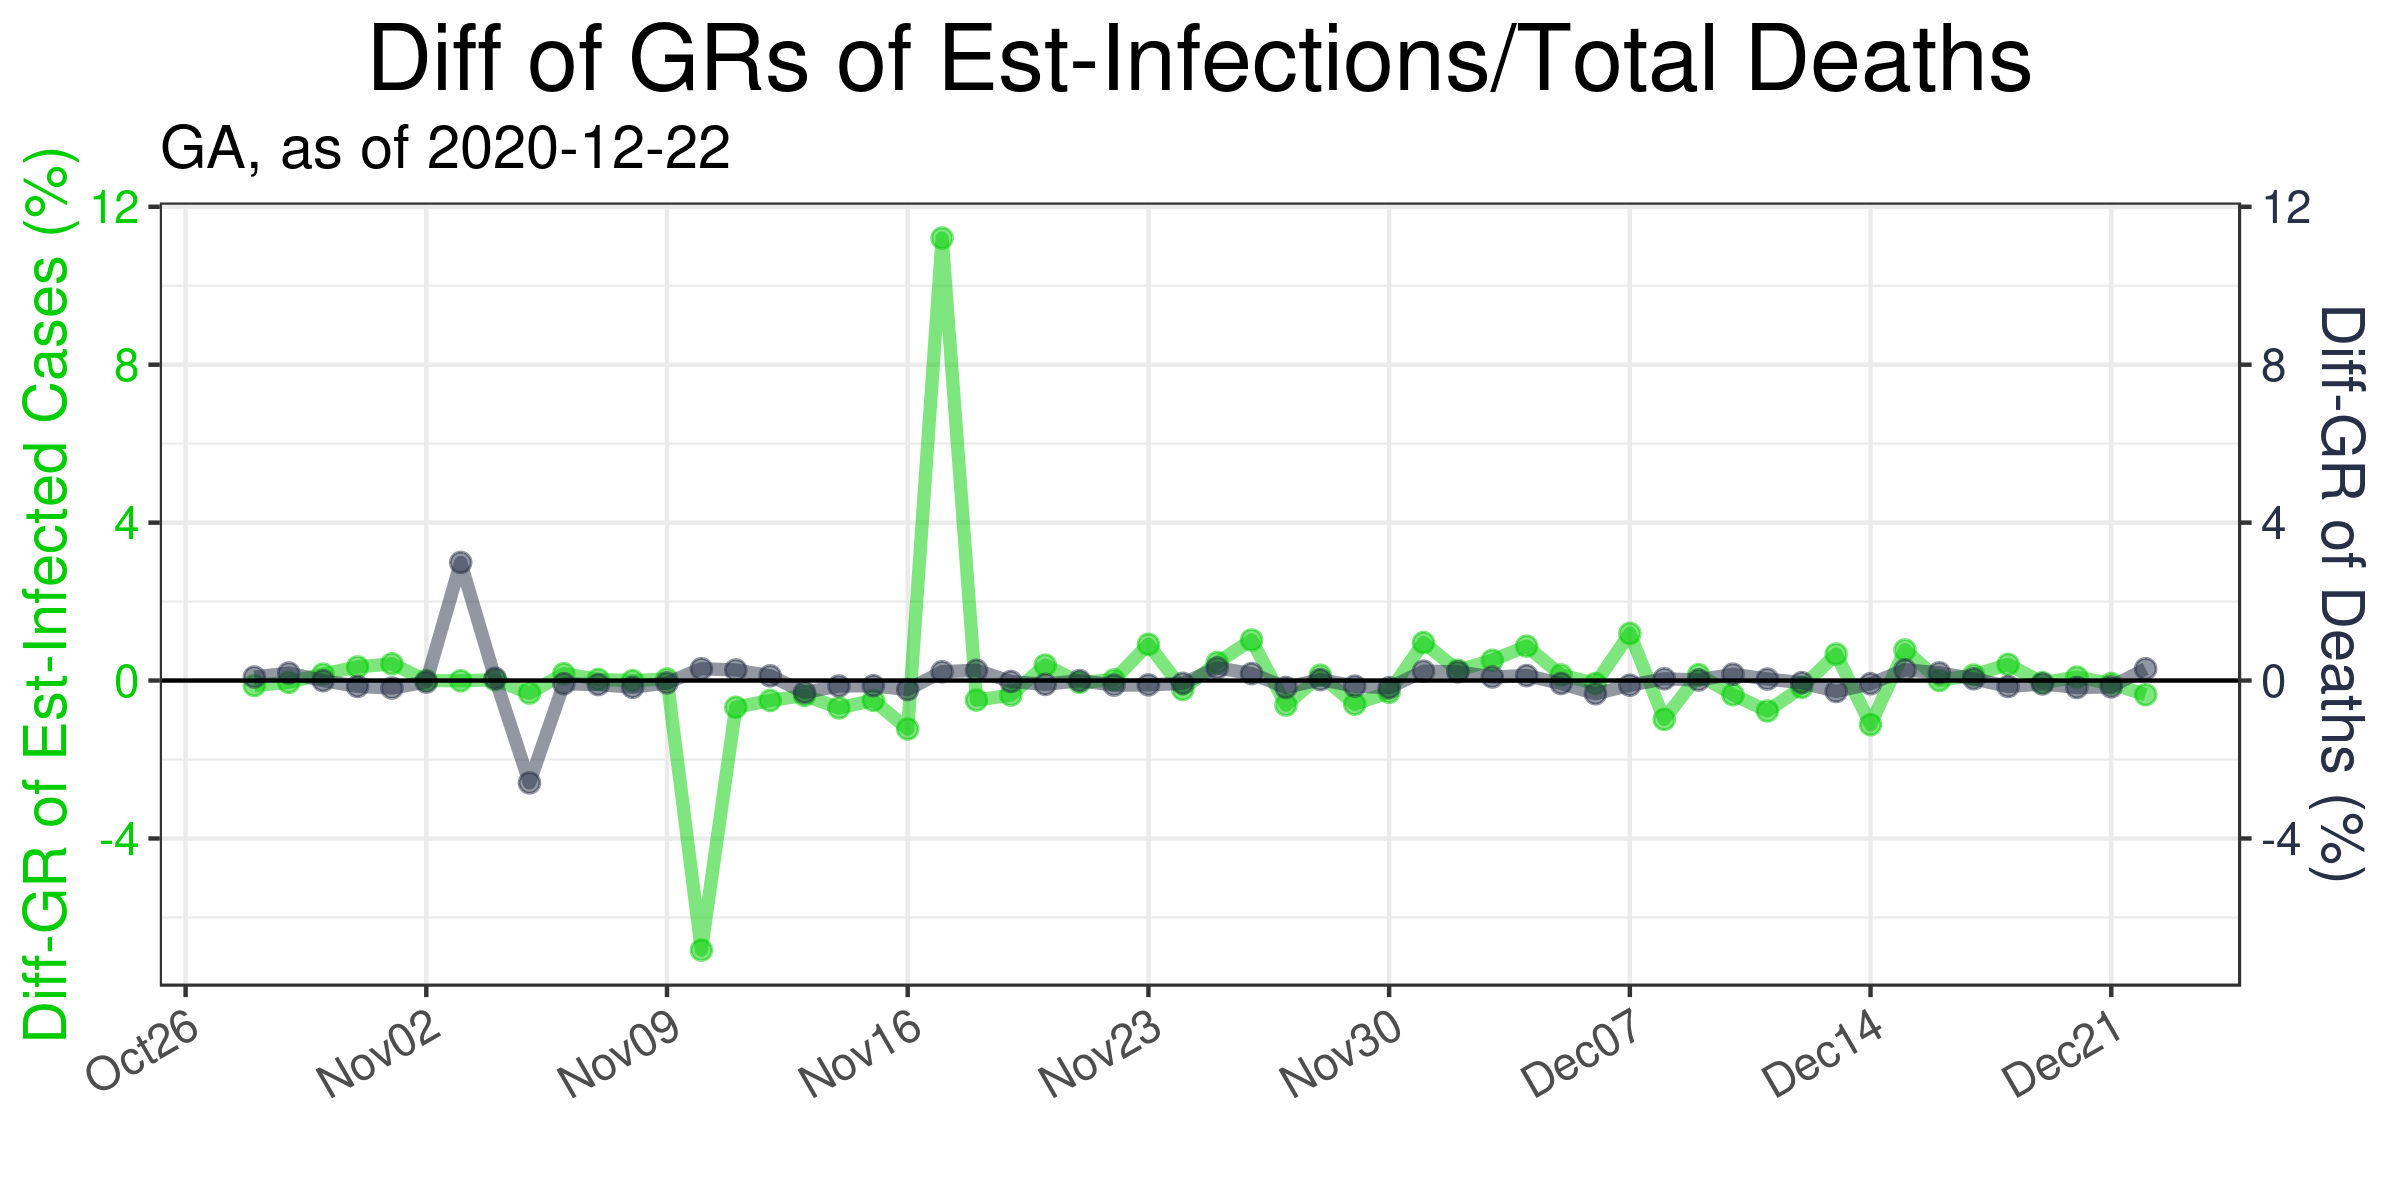 Diff of GRs of Est-Infections/Total Deaths
GA, as of 2020-12-22
Diff-GR of Est-Infected Cases (%)
12
8
4
0
-4
12
8
4
0
-4
Diff-GR of Deaths (%)
Oct26
Nov02
Nov09
Nov16
Nov23
Nov30
Dec07
Dec14
Dec21